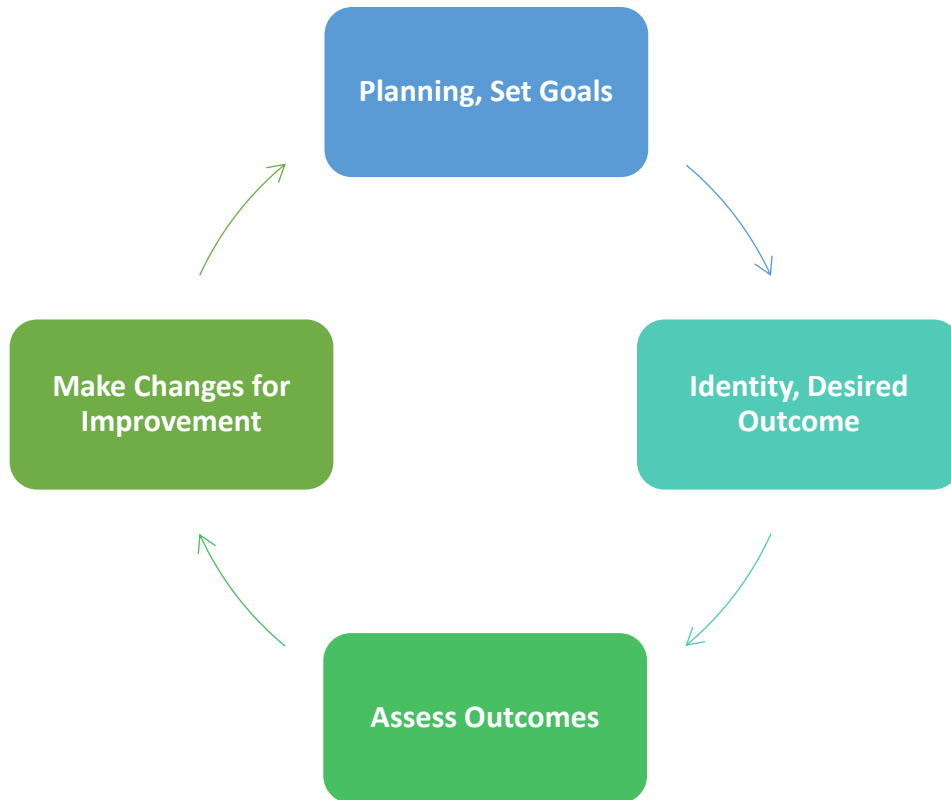 Planning, Set Goals
Identity, Desired
Outcome
Assess Outcomes
Make Changes for
Improvement